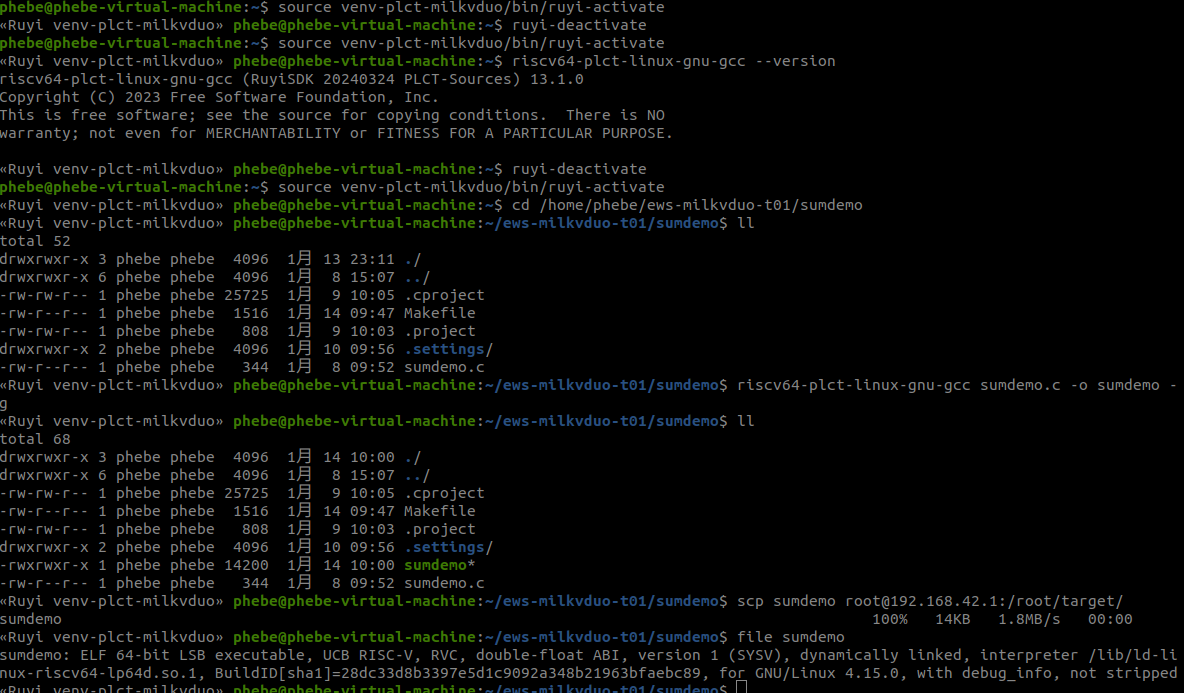 phebe@phebe-virtual-machine:~$ source venv-plct-milkvduo/bin/ruyi-activate
«Ruyi venv-plct-milkvduo» phebe@phebe-virtual-machine:~$ ruyi-deactivate
phebe@phebe-virtual-machine:~$ source venv-plct-milkvduo/bin/ruyi-activate
«Ruyi venv-plct-milkvduo» phebe@phebe-virtual-machine:~$ riscv64-plct-linux-gnu-gcc --version
riscv64-plct-linux-gnu-gcc (RuyiSDK 20240324 PLCT-Sources) 13.1.0
Copyright (C) 2023 Free Software Foundation, Inc.
This is free software; see the source for copying conditions.  There is NO
warranty; not even for MERCHANTABILITY or FITNESS FOR A PARTICULAR PURPOSE.

«Ruyi venv-plct-milkvduo» phebe@phebe-virtual-machine:~$ ruyi-deactivate
phebe@phebe-virtual-machine:~$ source venv-plct-milkvduo/bin/ruyi-activate
«Ruyi venv-plct-milkvduo» phebe@phebe-virtual-machine:~$ cd /home/phebe/ews-milkvduo-t01/sumdemo
«Ruyi venv-plct-milkvduo» phebe@phebe-virtual-machine:~/ews-milkvduo-t01/sumdemo$ ll
total 52
drwxrwxr-x 3 phebe phebe  4096  1月 13 23:11 ./
drwxrwxr-x 6 phebe phebe  4096  1月  8 15:07 ../
-rw-rw-r-- 1 phebe phebe 25725  1月  9 10:05 .cproject
-rw-r--r-- 1 phebe phebe  1516  1月 14 09:47 Makefile
-rw-rw-r-- 1 phebe phebe   808  1月  9 10:03 .project
drwxrwxr-x 2 phebe phebe  4096  1月 10 09:56 .settings/
-rw-r--r-- 1 phebe phebe   344  1月  8 09:52 sumdemo.c
«Ruyi venv-plct-milkvduo» phebe@phebe-virtual-machine:~/ews-milkvduo-t01/sumdemo$ riscv64-plct-linux-gnu-gcc sumdemo.c -o sumdemo -
g
«Ruyi venv-plct-milkvduo» phebe@phebe-virtual-machine:~/ews-milkvduo-t01/sumdemo$ ll
total 68
drwxrwxr-x 3 phebe phebe  4096  1月 14 10:00 ./
drwxrwxr-x 6 phebe phebe  4096  1月  8 15:07 ../
-rw-rw-r-- 1 phebe phebe 25725  1月  9 10:05 .cproject
-rw-r--r-- 1 phebe phebe  1516  1月 14 09:47 Makefile
-rw-rw-r-- 1 phebe phebe   808  1月  9 10:03 .project
drwxrwxr-x 2 phebe phebe  4096  1月 10 09:56 .settings/
-rwxrwxr-x 1 phebe phebe 14200  1月 14 10:00 sumdemo*
-rw-r--r-- 1 phebe phebe   344  1月  8 09:52 sumdemo.c
«Ruyi venv-plct-milkvduo» phebe@phebe-virtual-machine:~/ews-milkvduo-t01/sumdemo$ scp sumdemo root@192.168.42.1:/root/target/
sumdemo                                                                                          100%   14KB   1.8MB/s   00:00
«Ruyi venv-plct-milkvduo» phebe@phebe-virtual-machine:~/ews-milkvduo-t01/sumdemo$ file sumdemo
sumdemo: ELF 64-bit LSB executable, UCB RISC-V, RVC, double-float ABI, version 1 (SYSV), dynamically linked, interpreter /lib/ld-li
nux-riscv64-lp64d.so.1, BuildID[sha1]=28dc33d8b3397e5d1c9092a348b21963bfaebc89, for GNU/Linux 4.15.0, with debug_info, not stripped
«Ruyi venv-plct-milkvduo» phebe@phebe-virtual-machine:~/ews-milkvduo-t01/sumdemo$